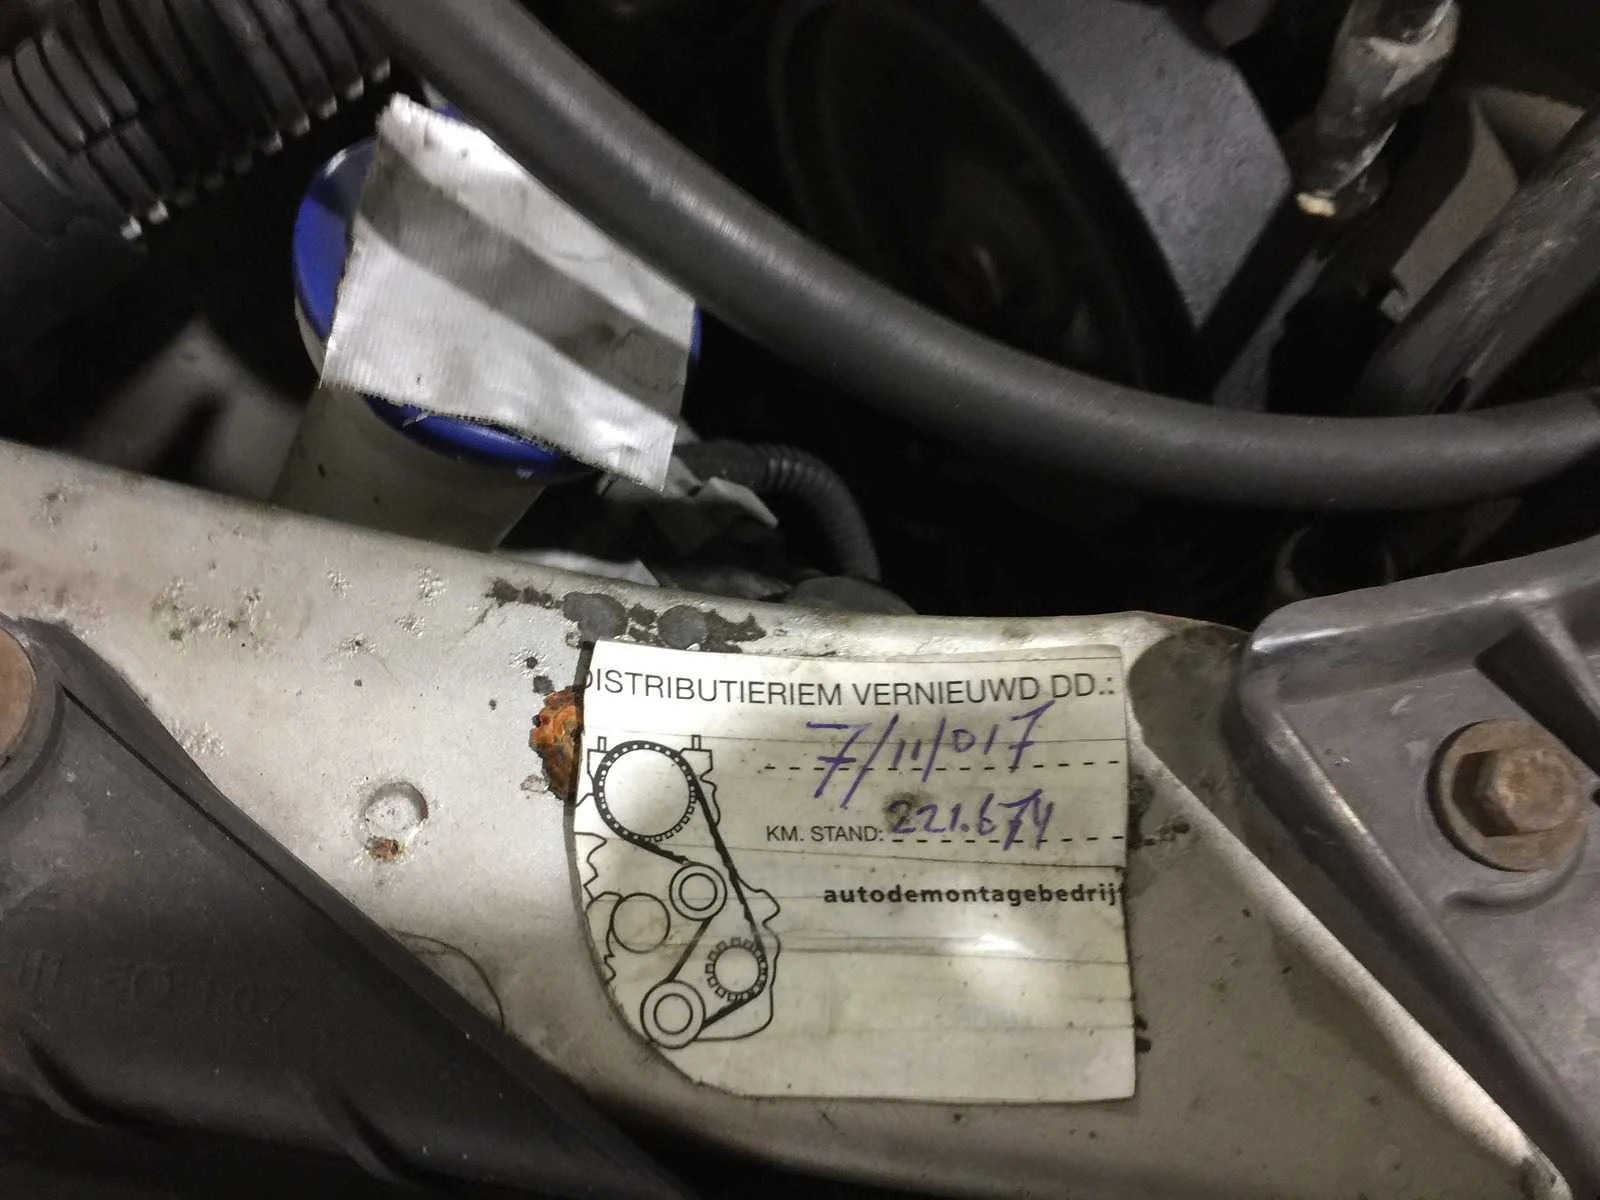 DISTRIBUTIERIEM VERNIEUWD DD.:
7/11/017
KM. STAND: 221.674
autodemontagebedrijf